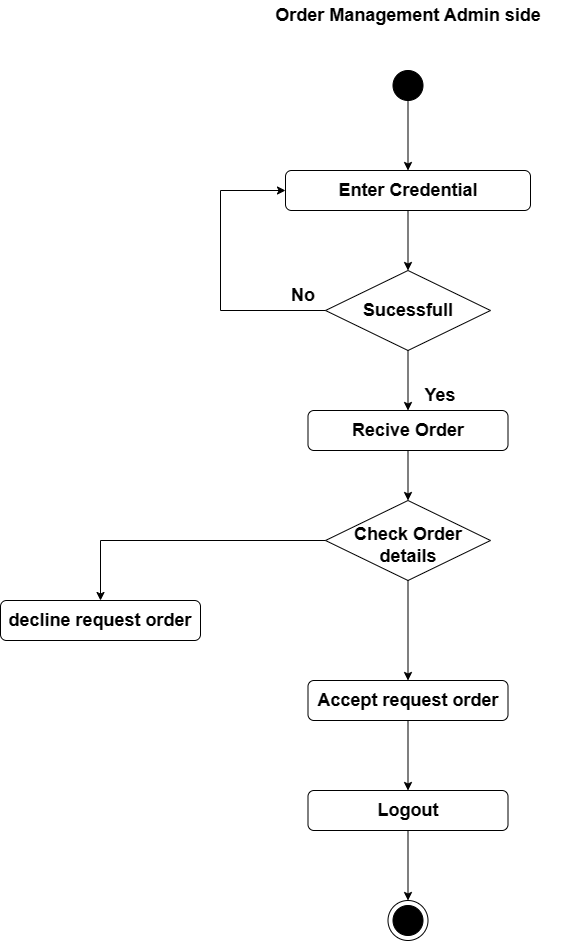 Order Management Admin side
Enter Credential
No
Sucessfull
Yes
Recive Order
Check Order
details
decline request order
Accept request order
Logout